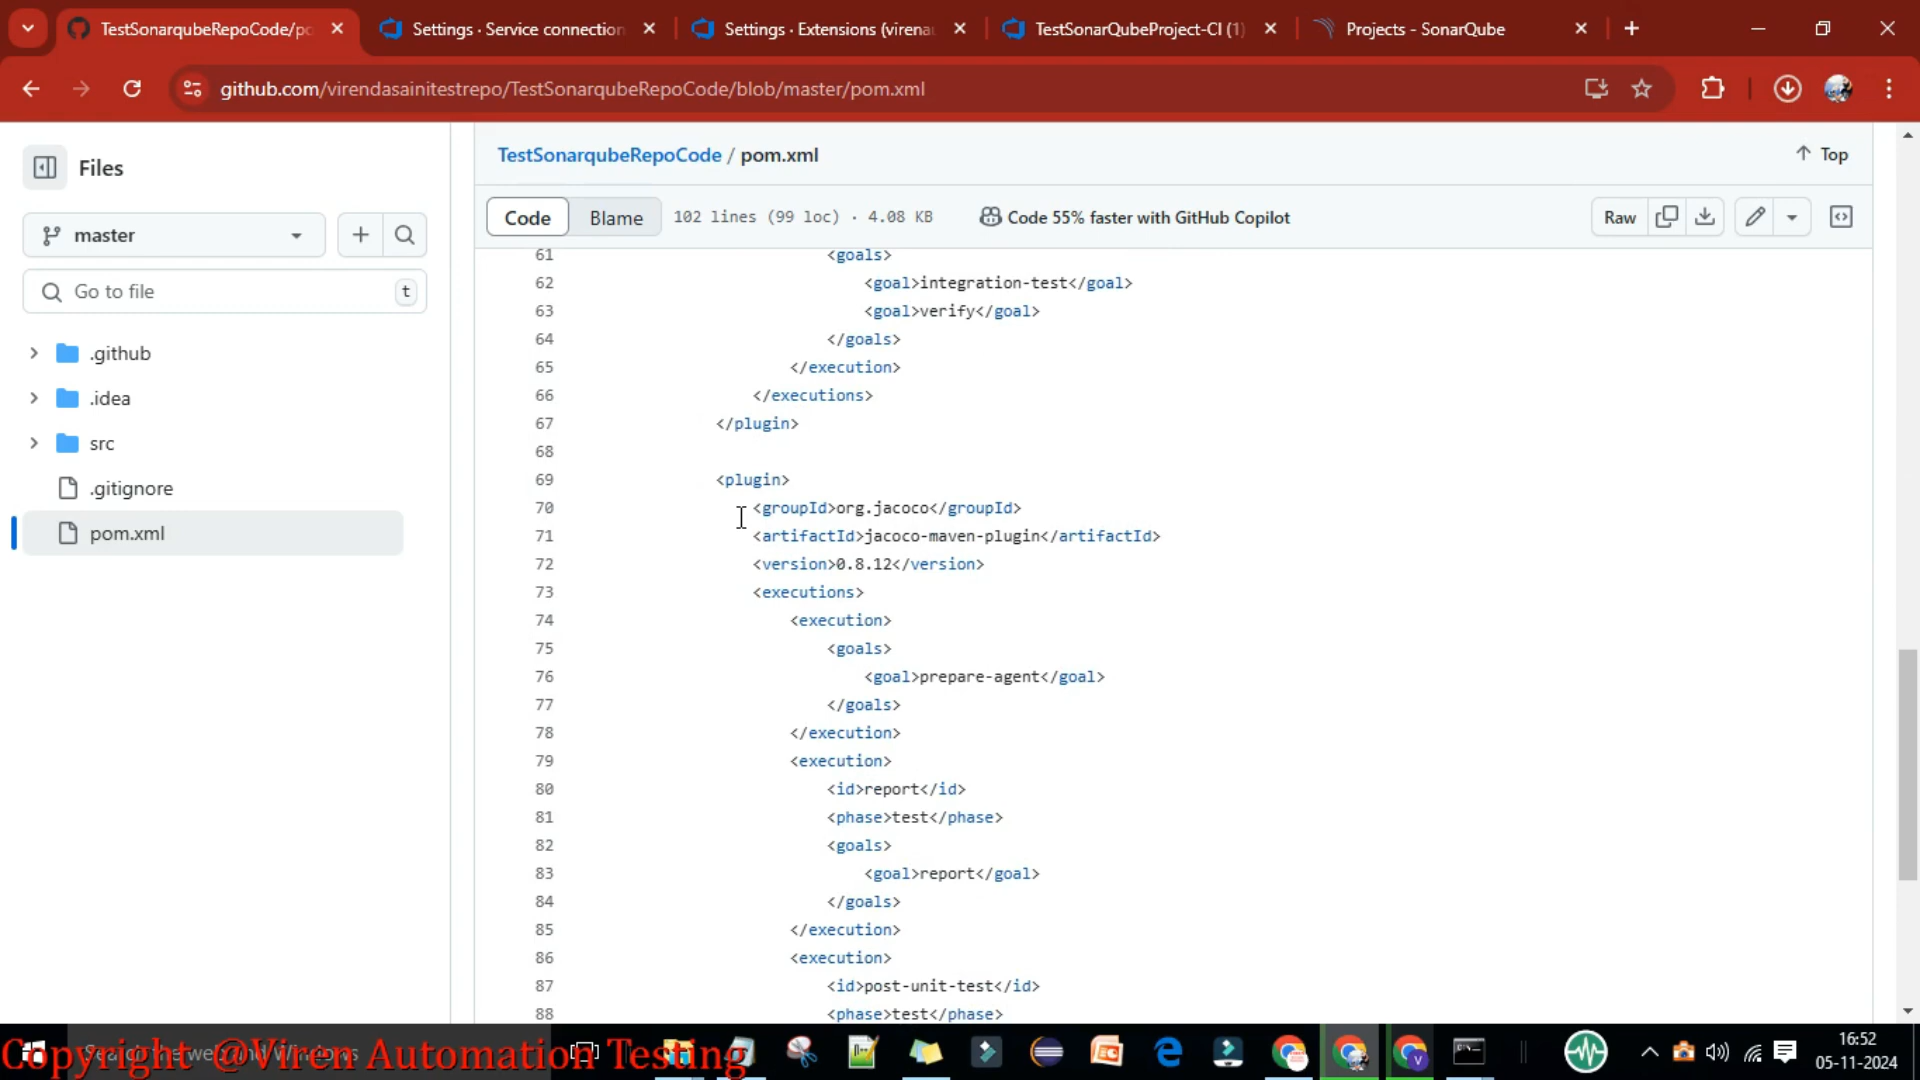 TestSonarqubeRepoCode/po
Settings · Service connection
Settings · Extensions (virenau
TestSonarQubeProject-CI (1)
Projects - SonarQube
github.com/virendasainitestrepo/TestSonarqubeRepoCode/blob/master/pom.xml
Files
TestSonarqubeRepoCode / pom.xml
Top
master
Code
Blame
102 lines (99 loc) · 4.08 KB
Code 55% faster with GitHub Copilot
Raw
Go to file
t
.github
.idea
src
.gitignore
pom.xml
61 <goals>
62 <goal>integration-test</goal>
63 <goal>verify</goal>
64 </goals>
65 </execution>
66 </executions>
67 </plugin>
68
69 <plugin>
70 <groupId>org.jacoco</groupId>
71 <artifactId>jacoco-maven-plugin</artifactId>
72 <version>0.8.12</version>
73 <executions>
74 <execution>
75 <goals>
76 <goal>prepare-agent</goal>
77 </goals>
78 </execution>
79 <execution>
80 <id>report</id>
81 <phase>test</phase>
82 <goals>
83 <goal>report</goal>
84 </goals>
85 </execution>
86 <execution>
87 <id>post-unit-test</id>
88 <phase>test</phase>
Search the web and Windows
Copyright @Viren Automation Testing
16:52
05-11-2024